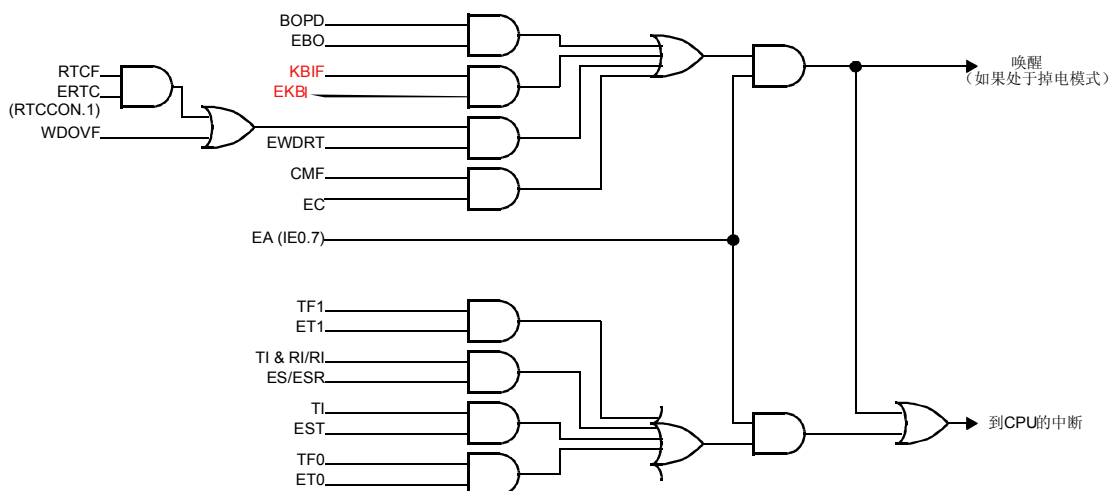 BOPD
EBO
KBIF
EKBI
RTCF
ERTC
(RTCCON.1)
WDOVF
EWDRT
CMF
EC
EA (IE0.7)
唤醒
（如果处于掉电模式）
TF1
ET1
TI & RI/RI
ES/ESR
TI
EST
TF0
ET0
到CPU的中断